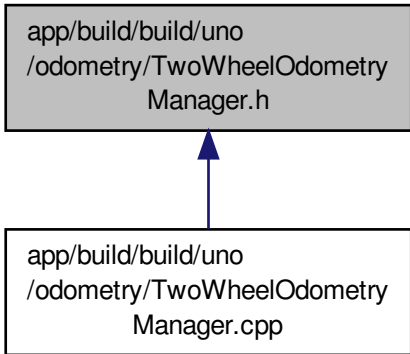 app/build/build/uno
/odometry/TwoWheelOdometry
Manager.h
app/build/build/uno
/odometry/TwoWheelOdometry
Manager.cpp